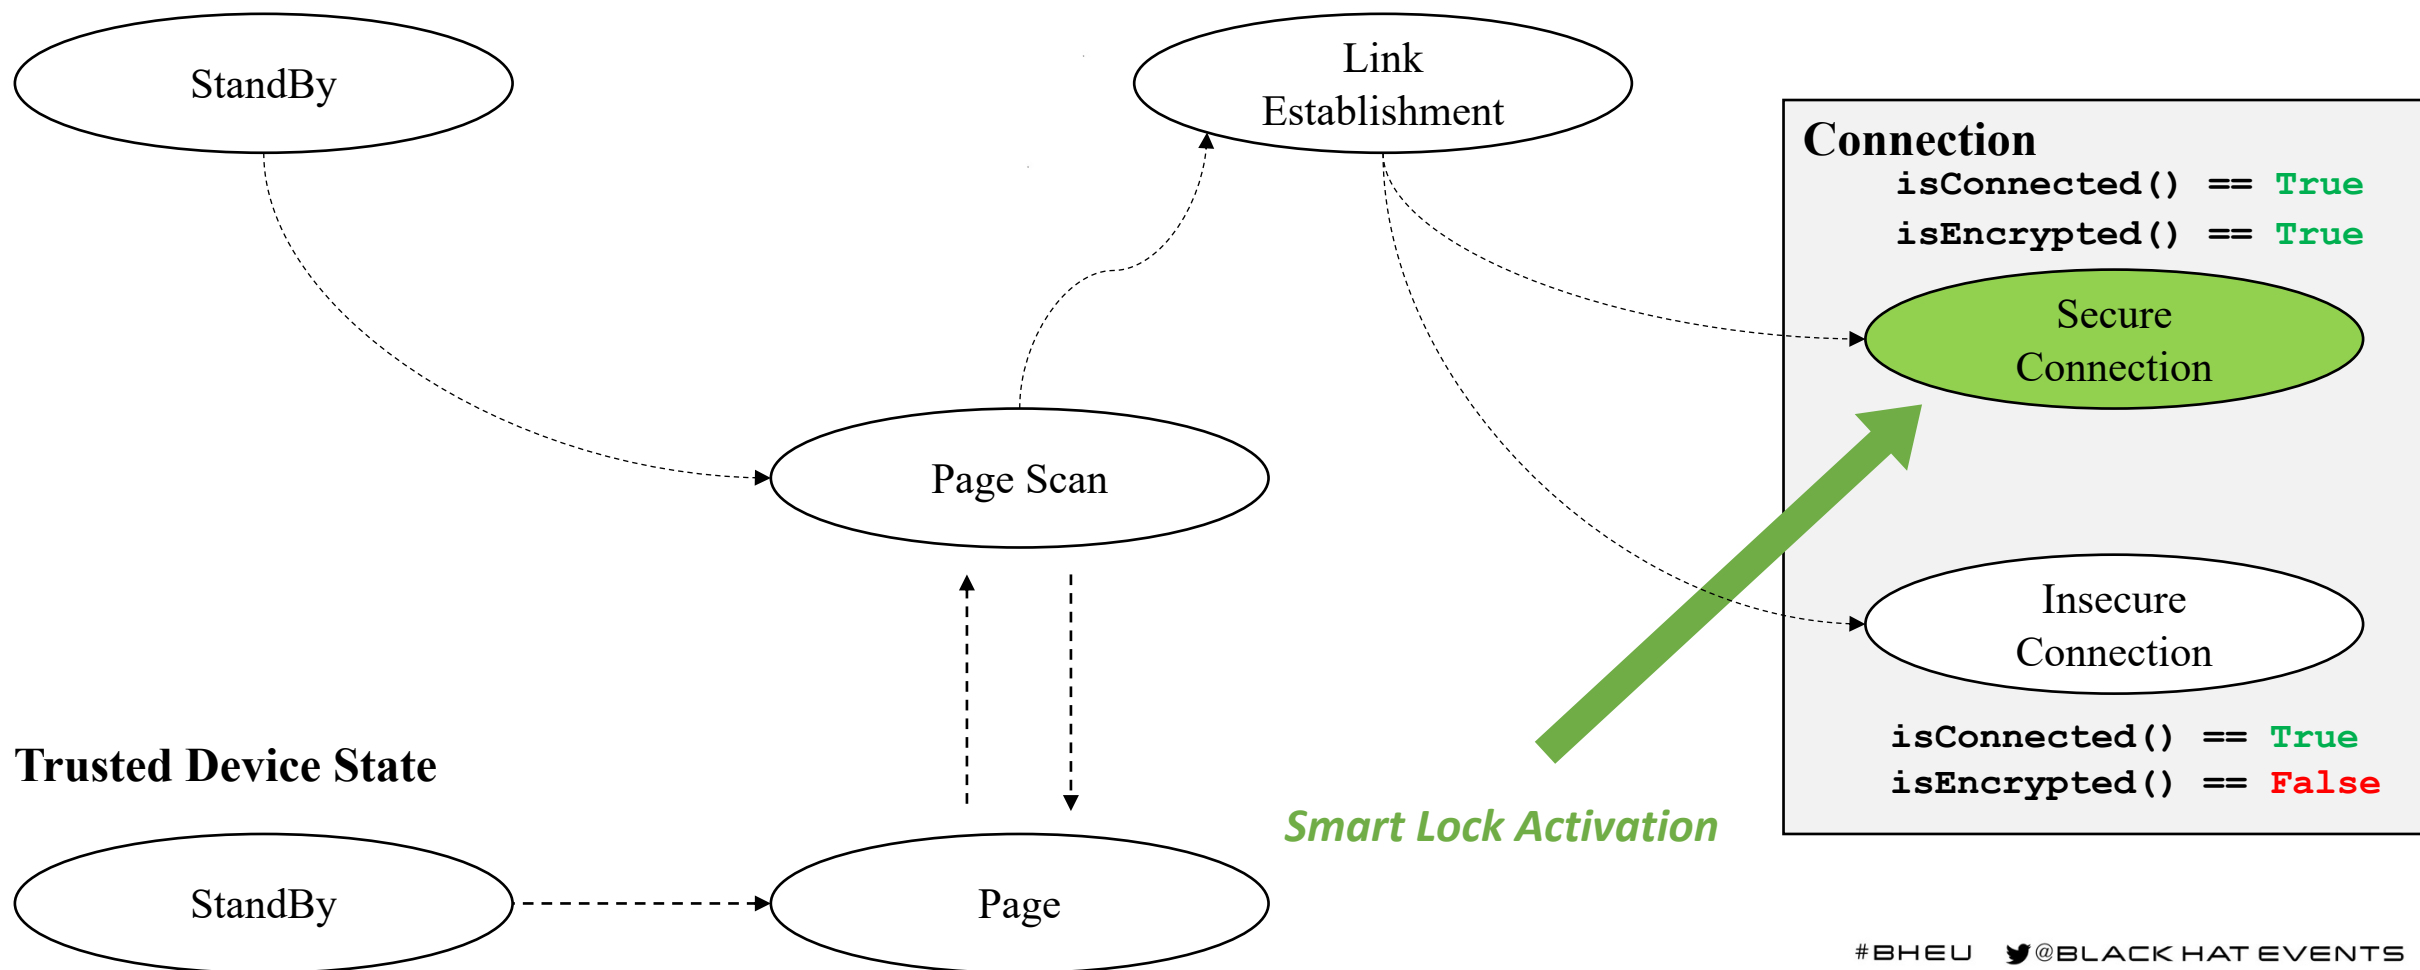 StandBy
Link
Establishment
Connection
isConnected() == True
isEncrypted() == True
Secure
Connection
Page Scan
Insecure
Connection
isConnected() == True
isEncrypted() == False
Trusted Device State
Smart Lock Activation
StandBy
Page
#BHEU @BLACK HAT EVENTS